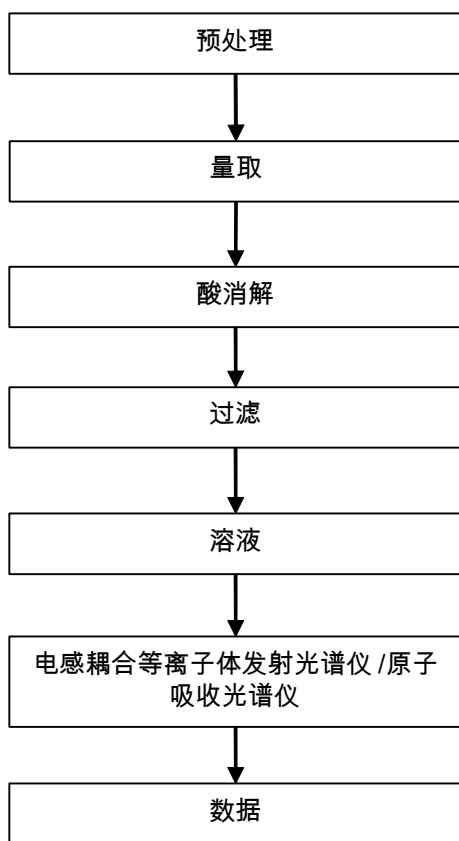 预处理
量取
酸消解
过滤
溶液
电感耦合等离子体发射光谱仪 /原子
吸收光谱仪
数据